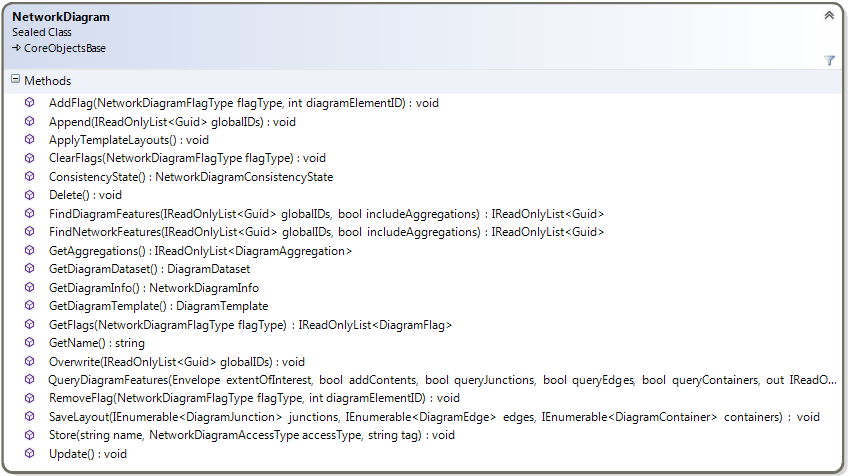 NetworkDiagram
Sealed Class
CoreObjectsBase
Methods
AddFlag(NetworkDiagramFlagType flagType, int diagramElementID) : void
Append(IReadOnlyList<Guid> globalIDs) : void
ApplyTemplateLayouts() : void
ClearFlags(NetworkDiagramFlagType flagType) : void
ConsistencyState() : NetworkDiagramConsistencyState
Delete() : void
FindDiagramFeatures(IReadOnlyList<Guid> globalIDs, bool includeAggregations) : IReadOnlyList<Guid>
FindNetworkFeatures(IReadOnlyList<Guid> globalIDs, bool includeAggregations) : IReadOnlyList<Guid>
GetAggregations() : IReadOnlyList<DiagramAggregation>
GetDiagramDataset() : DiagramDataset
GetDiagramInfo() : NetworkDiagramInfo
GetDiagramTemplate() : DiagramTemplate
GetFlags(NetworkDiagramFlagType flagType) : IReadOnlyList<DiagramFlag>
GetName() : string
Overwrite(IReadOnlyList<Guid> globalIDs) : void
QueryDiagramFeatures(Envelope extentOfInterest, bool addContents, bool queryJunctions, bool queryEdges, bool queryContainers, out IReadO...
RemoveFlag(NetworkDiagramFlagType flagType, int diagramElementID) : void
SaveLayout(IEnumerable<DiagramJunction> junctions, IEnumerable<DiagramEdge> edges, IEnumerable<DiagramContainer> containers) : void
Store(string name, NetworkDiagramAccessType accessType, string tag) : void
Update() : void